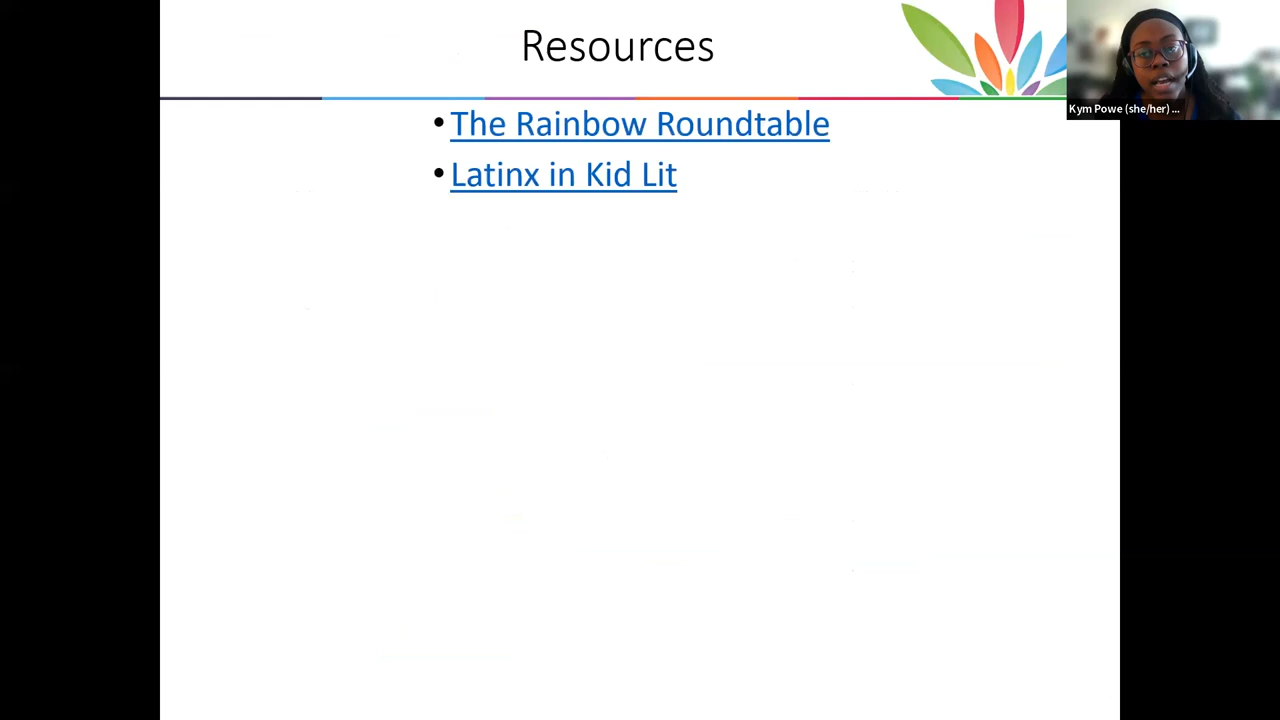 Resources
• The Rainbow Roundtable
• Latinx in Kid Lit
Kym Powe (she/her) ...